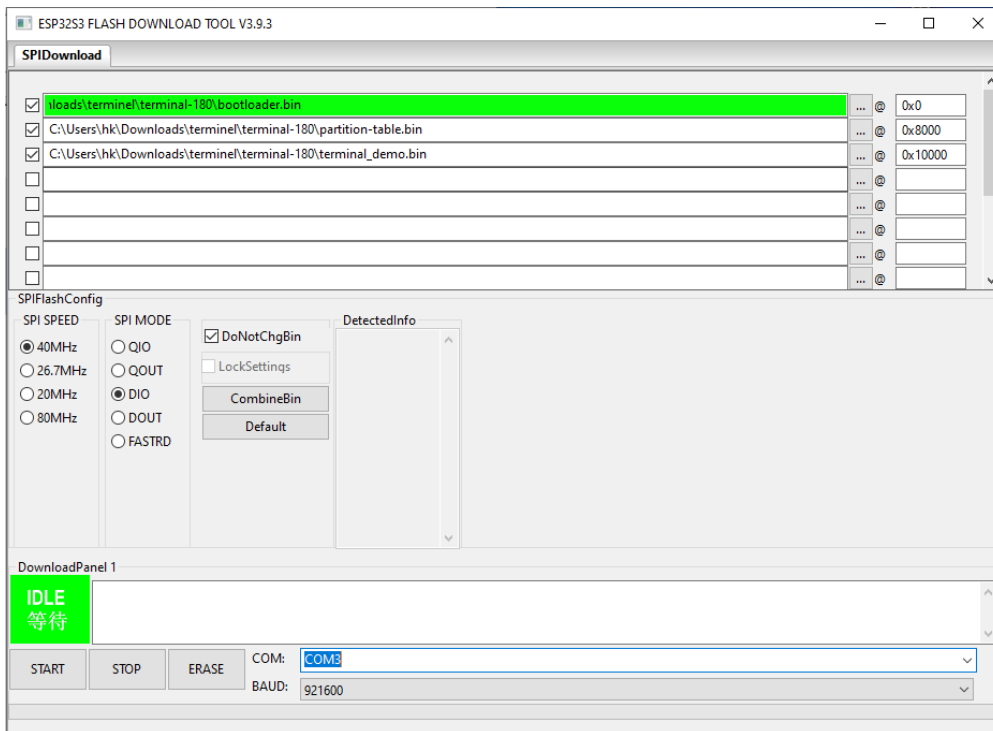 ESP32S3 FLASH DOWNLOAD TOOL V3.9.3
SPIDownload
\terminel\terminal-180\bootloader.bin ... @ 0x0
C:\Users\hk\Downloads\terminel\terminal-180\partition-table.bin ... @ 0x8000
C:\Users\hk\Downloads\terminel\terminal-180\terminal_demo.bin ... @ 0x10000
... @
... @
... @
... @
... @
SPIFlashConfig
SPI SPEED
40MHz
26.7MHz
20MHz
80MHz
SPI MODE
QIO
QOUT
DIO
DOUT
FASTRD
DoNotChgBin
LockSettings
CombineBin
Default
DetectedInfo
DownloadPanel 1
IDLE
等待
START STOP ERASE
COM: COM3
BAUD: 921600